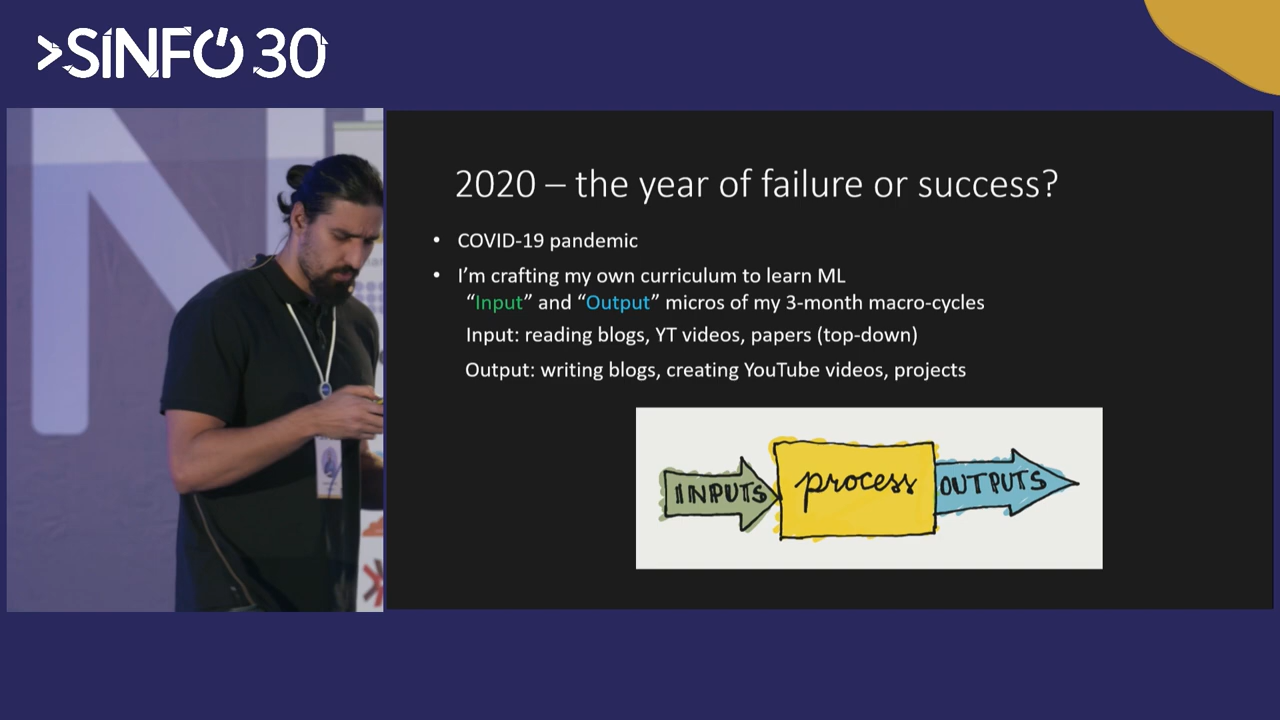 >SINFO 30
2020 – the year of failure or success?
• COVID-19 pandemic
• I’m crafting my own curriculum to learn ML
“Input” and “Output” micros of my 3-month macro-cycles
Input: reading blogs, YT videos, papers (top-down)
Output: writing blogs, creating YouTube videos, projects
INPUTS process OUTPUTS